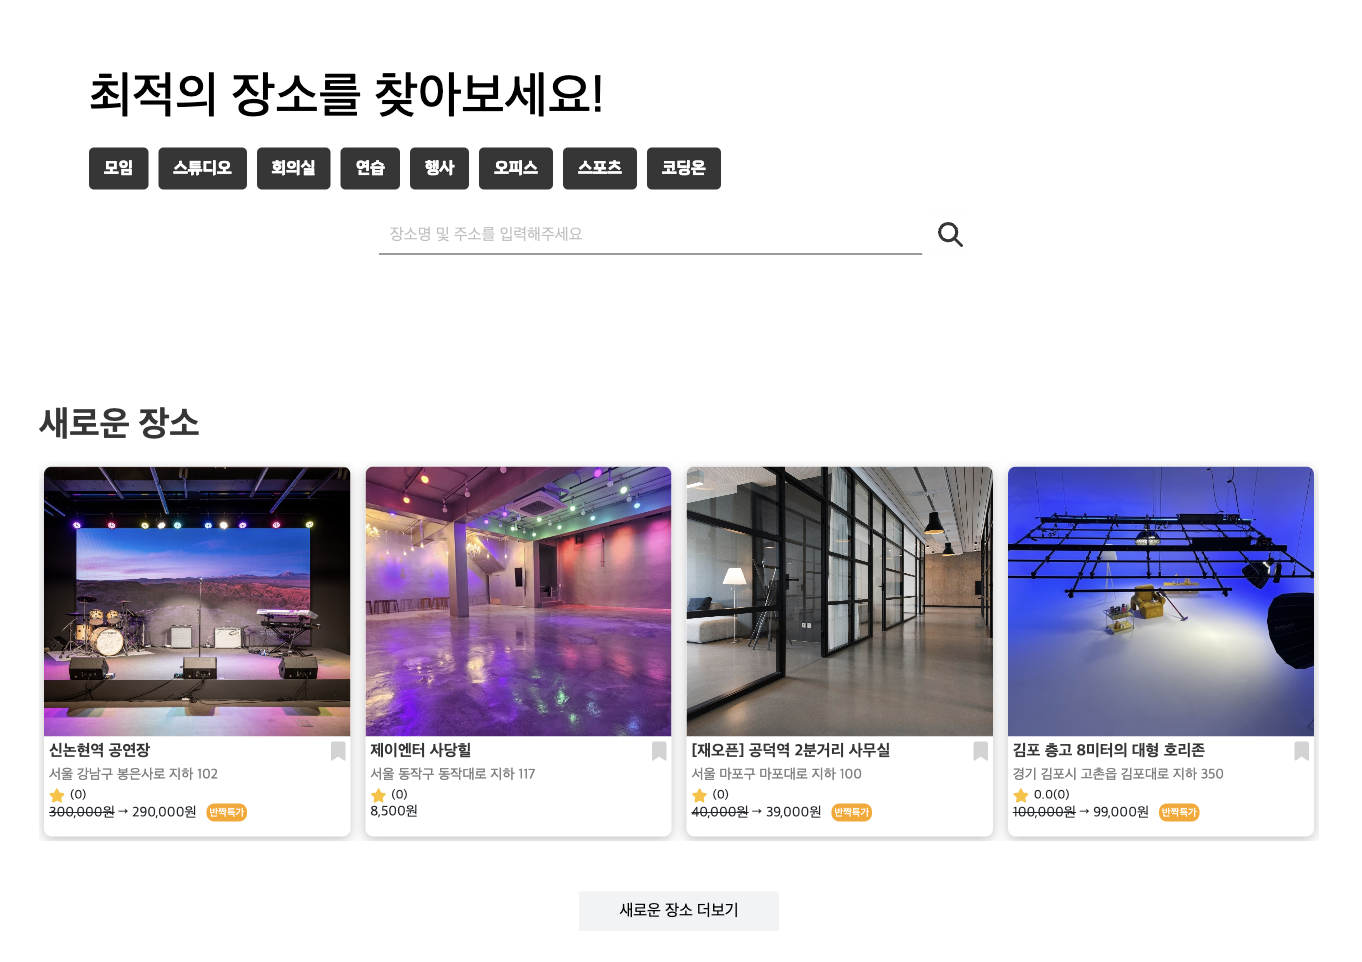 최적의 장소를 찾아보세요!
모임 스튜디오 회의실 연습 행사 오피스 스포츠 코딩온
장소명 및 주소를 입력해주세요
새로운 장소
신논현역 공연장
서울 강남구 봉은사로 지하 102
(0)
300,000원 → 290,000원 반짝특가
제이엔터 사당힐
서울 동작구 동작대로 지하 117
(0)
8,500원
[재오픈] 공덕역 2분거리 사무실
서울 마포구 마포대로 지하 100
(0)
40,000원 → 39,000원 반짝특가
김포 층고 8미터의 대형 호리존
경기 김포시 고촌읍 김포대로 지하 350
0.0(0)
100,000원 → 99,000원 반짝특가
새로운 장소 더보기